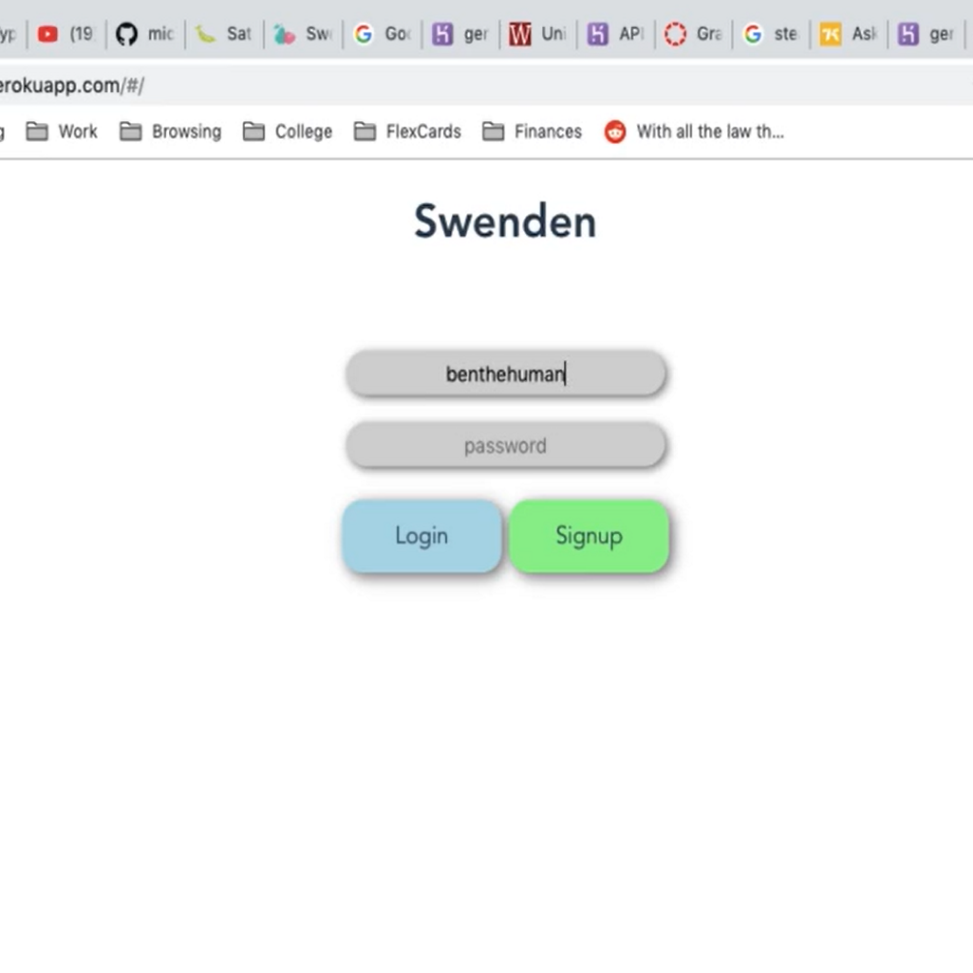 yp (19 mic Sat Sw Go ger Uni API Gra ste Ask ger
erokuapp.com/#/
g Work Browsing College FlexCards Finances With all the law th...
Swenden
benthehuman
password
Login Signup